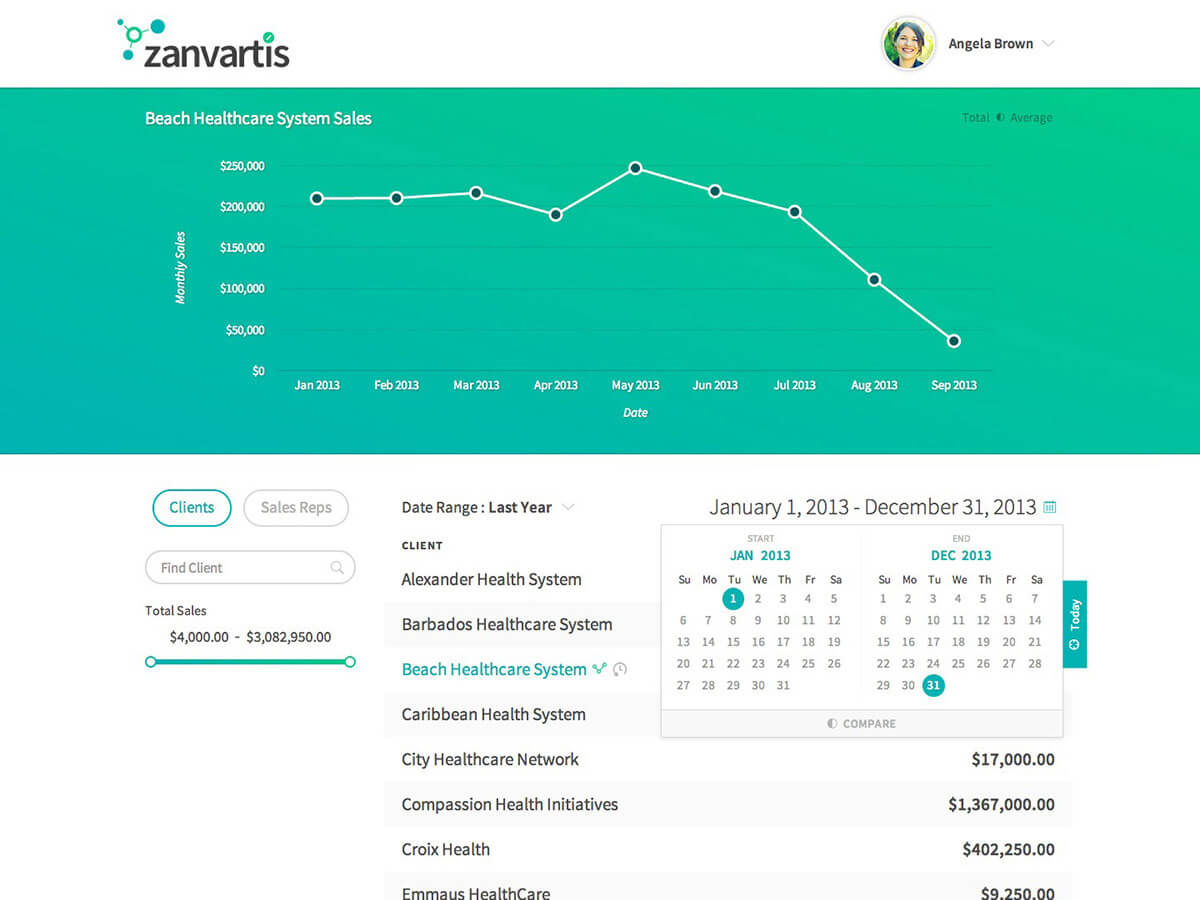 zanvartis
Angela Brown
Beach Healthcare System Sales
Total Average
$250,000
$200,000
$150,000
$100,000
$50,000
$0
Monthly Sales
Jan 2013 Feb 2013 Mar 2013 Apr 2013 May 2013 Jun 2013 Jul 2013 Aug 2013 Sep 2013
Date
Clients Sales Reps
Find Client
Total Sales
$4,000.00 - $3,082,950.00
Date Range : Last Year
January 1, 2013 - December 31, 2013
CLIENT
Alexander Health System
Barbados Healthcare System
Beach Healthcare System
Caribbean Health System
City Healthcare Network $17,000.00
Compassion Health Initiatives $1,367,000.00
Croix Health $402,250.00
Emmaus HealthCare $9,250.00
START
JAN 2013
Su Mo Tu We Th Fr Sa
1 2 3 4 5
6 7 8 9 10 11 12
13 14 15 16 17 18 19
20 21 22 23 24 25 26
27 28 29 30 31
END
DEC 2013
Su Mo Tu We Th Fr Sa
1 2 3 4 5 6 7
8 9 10 11 12 13 14
15 16 17 18 19 20 21
22 23 24 25 26 27 28
29 30 31
COMPARE
Today